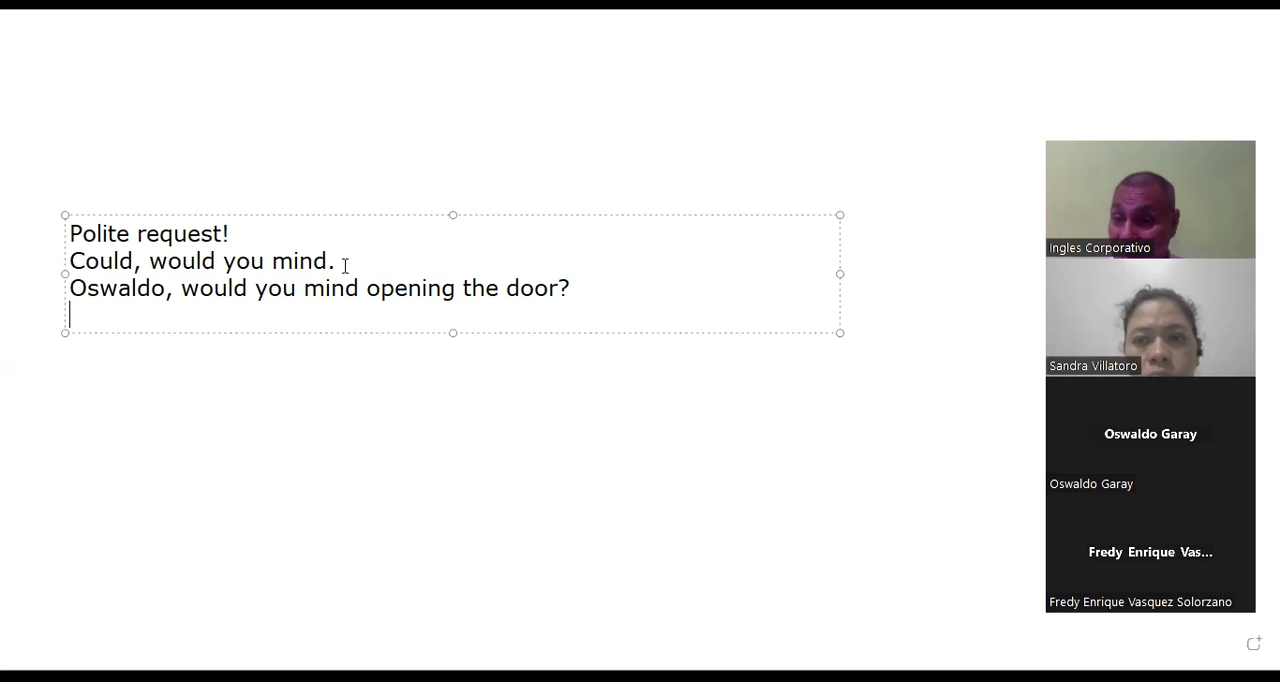 Polite request!
Could, would you mind.
Oswaldo, would you mind opening the door?
Ingles Corporativo
Sandra Villatoro
Oswaldo Garay
Oswaldo Garay
Fredy Enrique Vas...
Fredy Enrique Vasquez Solorzano